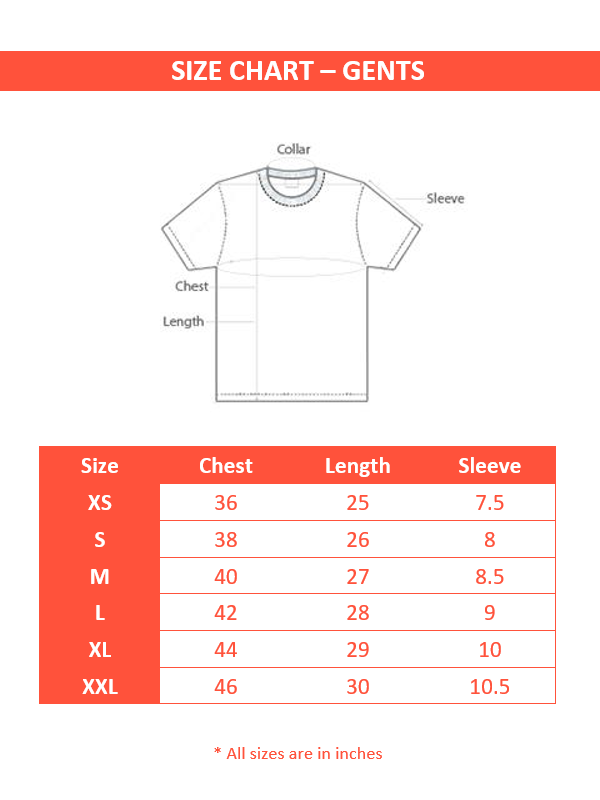 SIZE CHART – GENTS
Collar
Sleeve
Chest
Length
Size Chest Length Sleeve
XS 36 25 7.5
S 38 26 8
M 40 27 8.5
L 42 28 9
XL 44 29 10
XXL 46 30 10.5
* All sizes are in inches